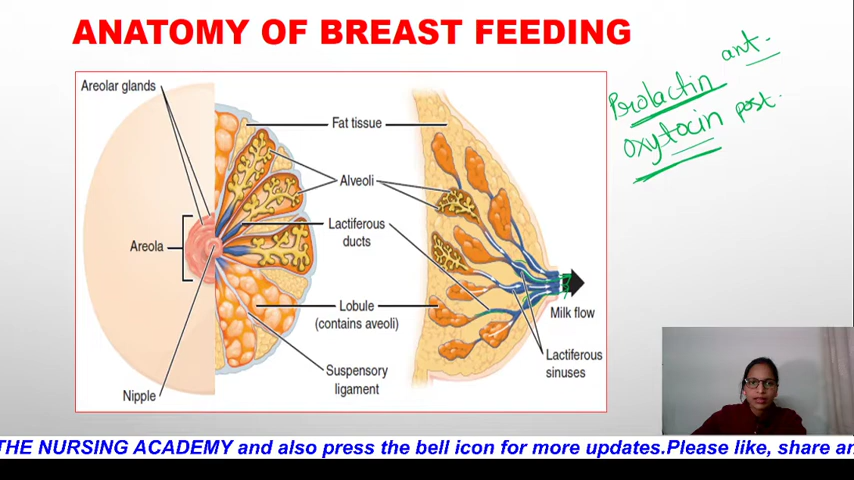 ANATOMY OF BREAST FEEDING
ant.
Prolactin
oxytocin post.
Areolar glands
Fat tissue
Alveoli
Lactiferous
ducts
Areola
Lobule
(contains aveoli)
Milk flow
Lactiferous
sinuses
Suspensory
ligament
Nipple
THE NURSING ACADEMY and also press the bell icon for more updates.Please like, share an